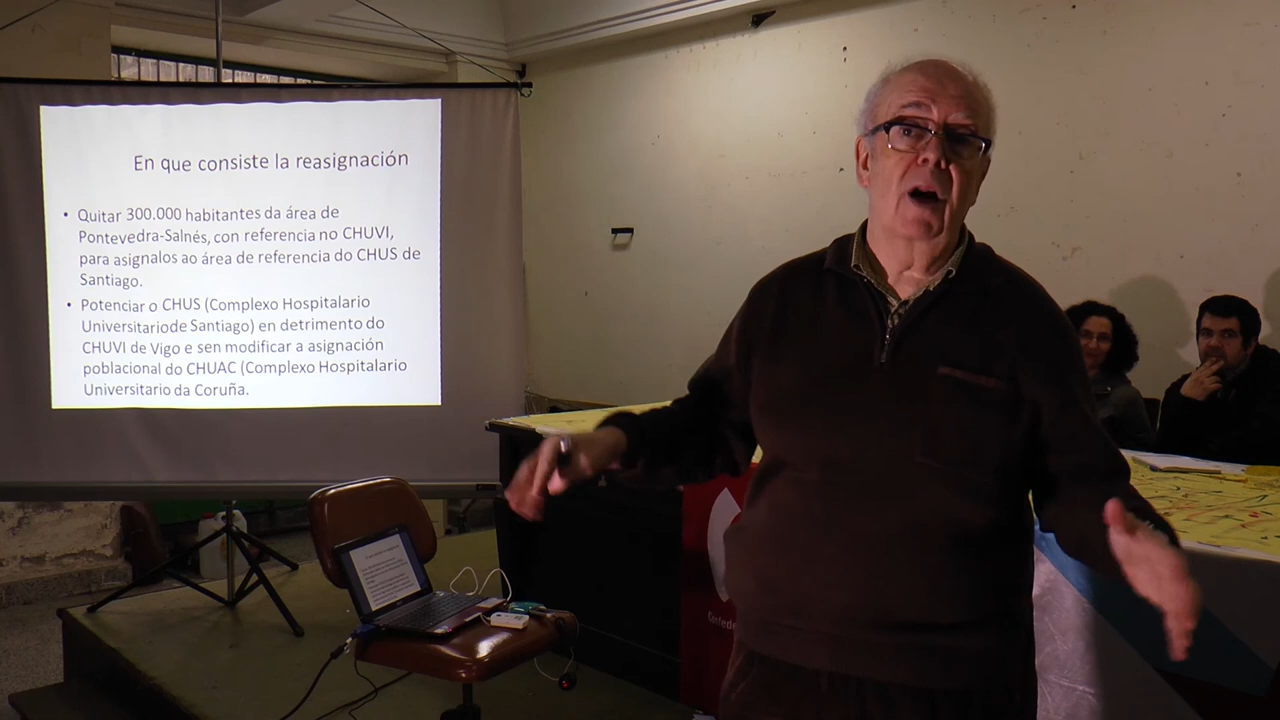 En que consiste la reasignación
• Quitar 300.000 habitantes da área de
Pontevedra-Salnés, con referencia no CHUVI,
para asignalos ao área de referencia do CHUS de
Santiago.
• Potenciar o CHUS (Complexo Hospitalario
Universitariode Santiago) en detrimento do
CHUVI de Vigo e sen modificar a asignación
poblacional do CHUAC (Complexo Hospitalario
Universitario da Coruña.
Confede